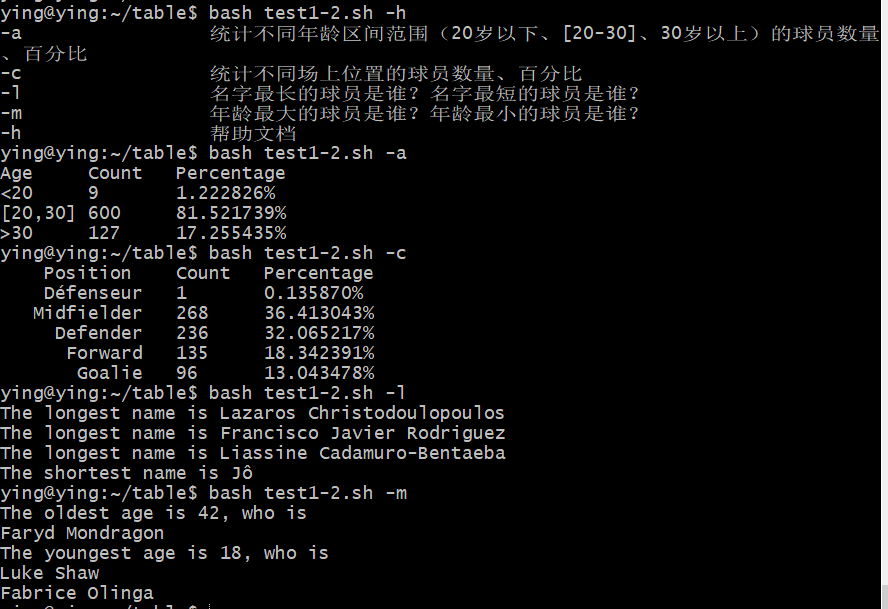 ying@ying:~/table$ bash test1-2.sh -h
-a 统计不同年龄区间范围（20岁以下、[20-30]、30岁以上）的球员数量
、百分比
-c 统计不同场上位置的球员数量、百分比
-l 名字最长的球员是谁？名字最短的球员是谁？
-m 年龄最大的球员是谁？年龄最小的球员是谁？
-h 帮助文档
ying@ying:~/table$ bash test1-2.sh -a
Age Count Percentage
<20 9 1.222826%
[20,30] 600 81.521739%
>30 127 17.255435%
ying@ying:~/table$ bash test1-2.sh -c
Position Count Percentage
Défenseur 1 0.135870%
Midfielder 268 36.413043%
Defender 236 32.065217%
Forward 135 18.342391%
Goalie 96 13.043478%
ying@ying:~/table$ bash test1-2.sh -l
The longest name is Lazaros Christodoulopoulos
The longest name is Francisco Javier Rodriguez
The longest name is Liassine Cadamuro-Bentaeba
The shortest name is Jô
ying@ying:~/table$ bash test1-2.sh -m
The oldest age is 42, who is
Faryd Mondragon
The youngest age is 18, who is
Luke Shaw
Fabrice Olinga